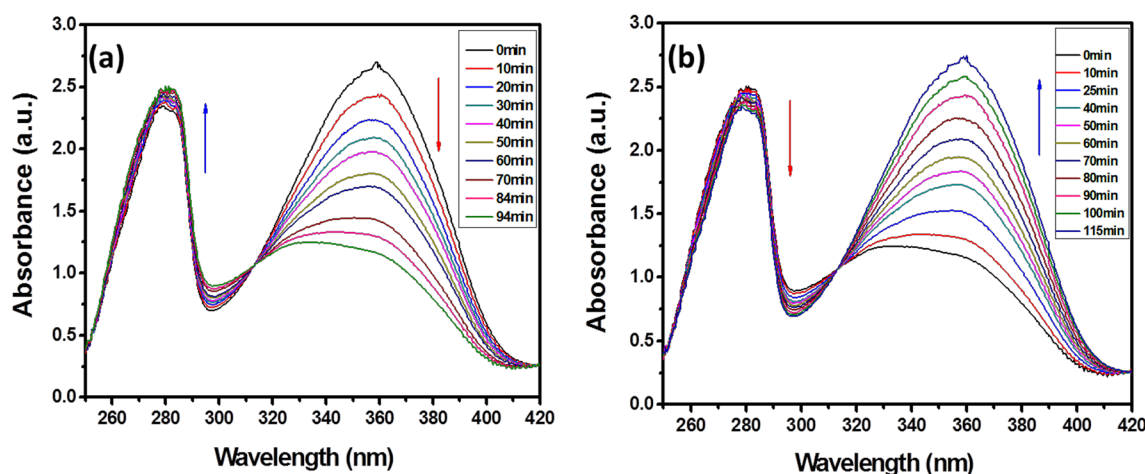 (a)
Abosorbance (a.u.)
3.0
2.5
2.0
1.5
1.0
0.5
0.0
260 280 300 320 340 360 380 400 420
Wavelength (nm)
0min
10min
20min
30min
40min
50min
60min
70min
84min
94min
(b)
Abosorbance (a.u.)
3.0
2.5
2.0
1.5
1.0
0.5
0.0
260 280 300 320 340 360 380 400 420
Wavelength (nm)
0min
10min
25min
40min
50min
60min
70min
80min
90min
100min
115min